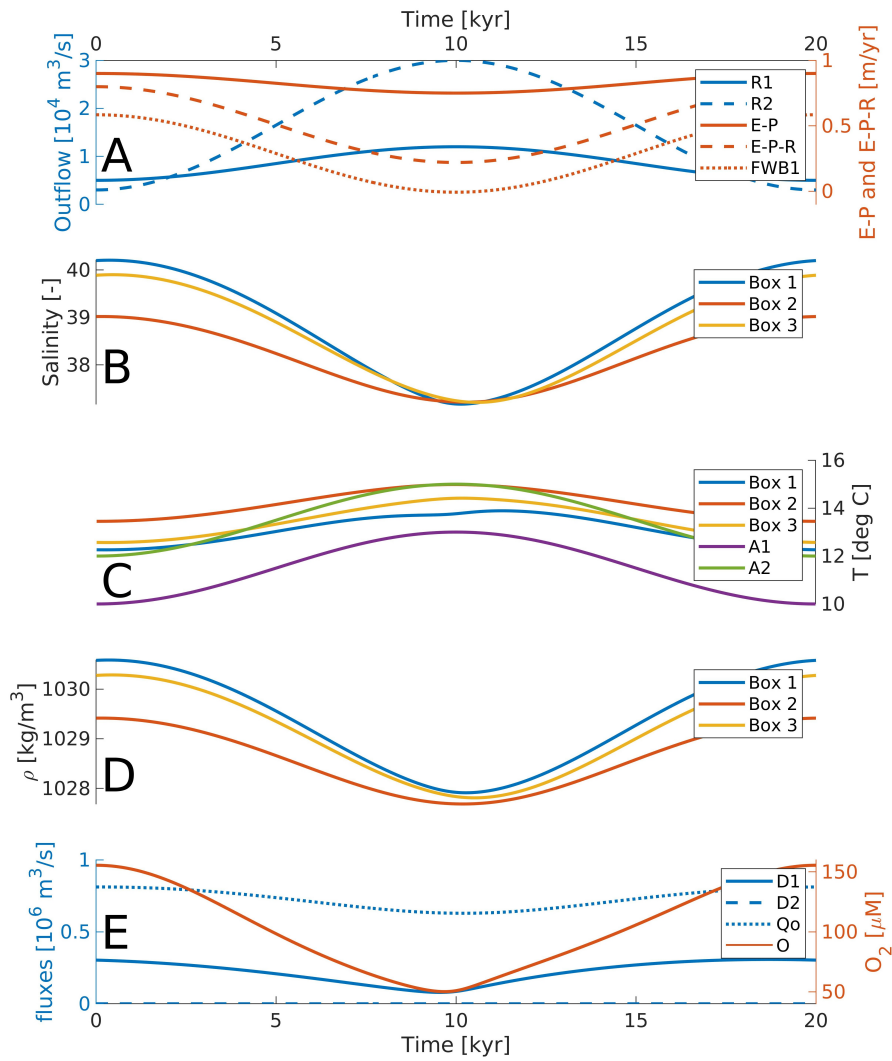 Time [kyr]
0 5 10 15 20
Outflow [10⁴ m³/s]
3
2
1
0
A
R1
R2
E-P
E-P-R
FWB1
1
0.5
0
E-P and E-P-R [m/yr]
Salinity [-]
40
39
38
B
Box 1
Box 2
Box 3
C
Box 1
Box 2
Box 3
A1
A2
16
14
12
10
T [deg C]
ρ [kg/m³]
1030
1029
1028
D
Box 1
Box 2
Box 3
fluxes [10⁶ m³/s]
1
0.5
0
E
D1
D2
Qo
O
150
100
50
O₂ [μM]
0 5 10 15 20
Time [kyr]